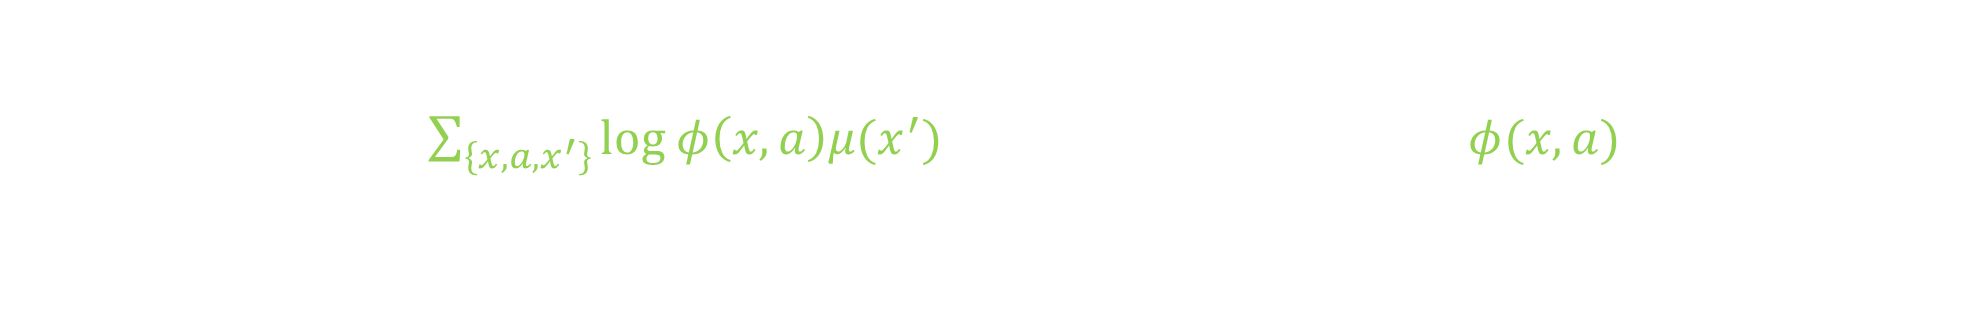 ∑_{x,a,x′} log ϕ(x, a)μ(x′) ϕ(x, a)